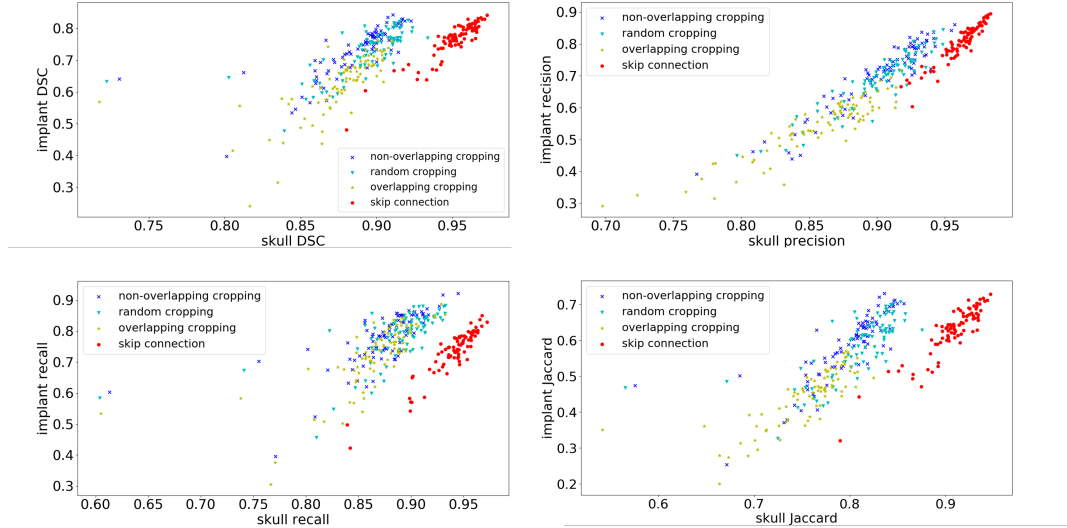 0.8
0.7
0.6
0.5
0.4
0.3
implant DSC
non-overlapping cropping
random cropping
overlapping cropping
skip connection
0.75 0.80 0.85 0.90 0.95
skull DSC
0.9
0.8
0.7
0.6
0.5
0.4
0.3
implant recision
non-overlapping cropping
random cropping
overlapping cropping
skip connection
0.70 0.75 0.80 0.85 0.90 0.95
skull precision
0.9
0.8
0.7
0.6
0.5
0.4
0.3
implant recall
non-overlapping cropping
random cropping
overlapping cropping
skip connection
0.60 0.65 0.70 0.75 0.80 0.85 0.90 0.95
skull recall
0.7
0.6
0.5
0.4
0.3
0.2
implant Jaccard
non-overlapping cropping
random cropping
overlapping cropping
skip connection
0.6 0.7 0.8 0.9
skull Jaccard